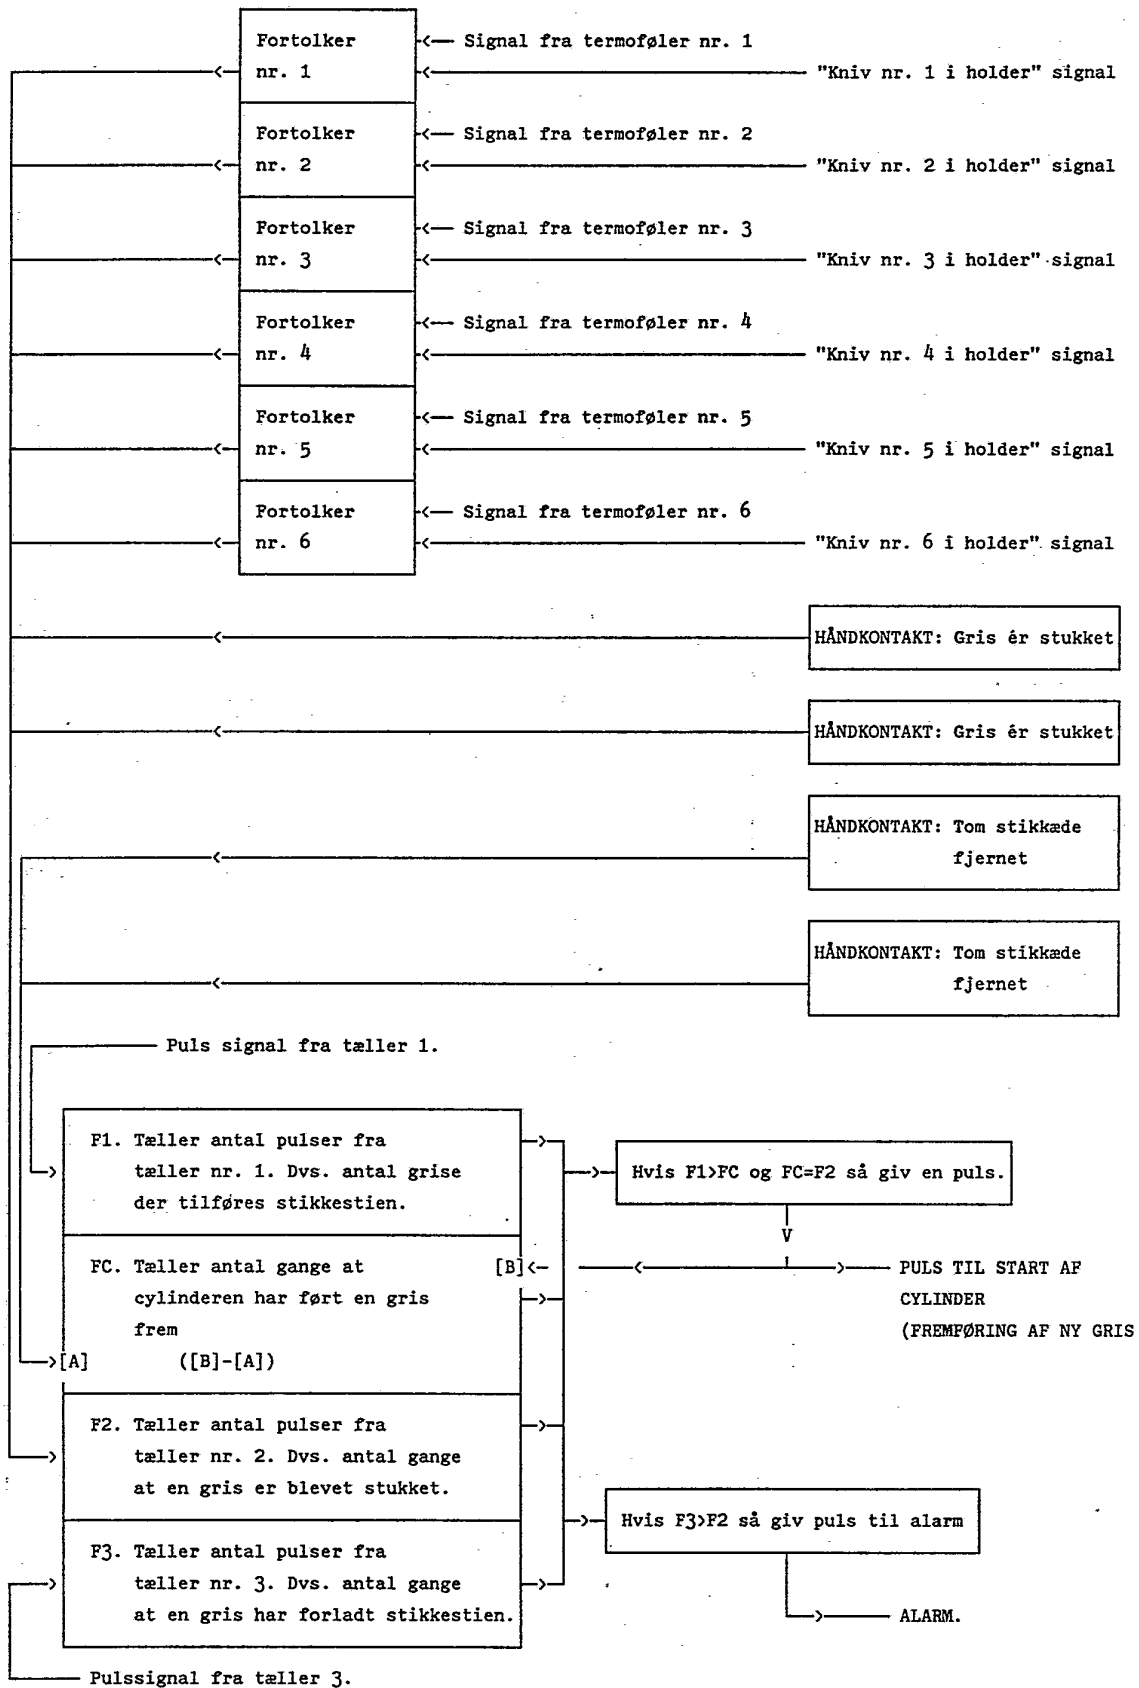 Fortolker
nr. 1
Signal fra termoføler nr. 1
"Kniv nr. 1 i holder" signal
Fortolker
nr. 2
Signal fra termoføler nr. 2
"Kniv nr. 2 i holder" signal
Fortolker
nr. 3
Signal fra termoføler nr. 3
"Kniv nr. 3 i holder" signal
Fortolker
nr. 4
Signal fra termoføler nr. 4
"Kniv nr. 4 i holder" signal
Fortolker
nr. 5
Signal fra termoføler nr. 5
"Kniv nr. 5 i holder" signal
Fortolker
nr. 6
Signal fra termoføler nr. 6
"Kniv nr. 6 i holder" signal
HÅNDKONTAKT: Gris ér stukket
HÅNDKONTAKT: Gris ér stukket
HÅNDKONTAKT: Tom stikkæde
fjernet
HÅNDKONTAKT: Tom stikkæde
fjernet
Puls signal fra tæller 1.
F1. Tæller antal pulser fra
tæller nr. 1. Dvs. antal grise
der tilføres stikkestien.
Hvis F1>FC og FC=F2 så giv en puls.
V
FC. Tæller antal gange at
cylinderen har ført en gris
frem
[B]
[A] ([B]-[A])
PULS TIL START AF
CYLINDER
(FREMFØRING AF NY GRIS
F2. Tæller antal pulser fra
tæller nr. 2. Dvs. antal gange
at en gris er blevet stukket.
Hvis F3>F2 så giv puls til alarm
F3. Tæller antal pulser fra
tæller nr. 3. Dvs. antal gange
at en gris har forladt stikkestien.
ALARM.
Pulssignal fra tæller 3.